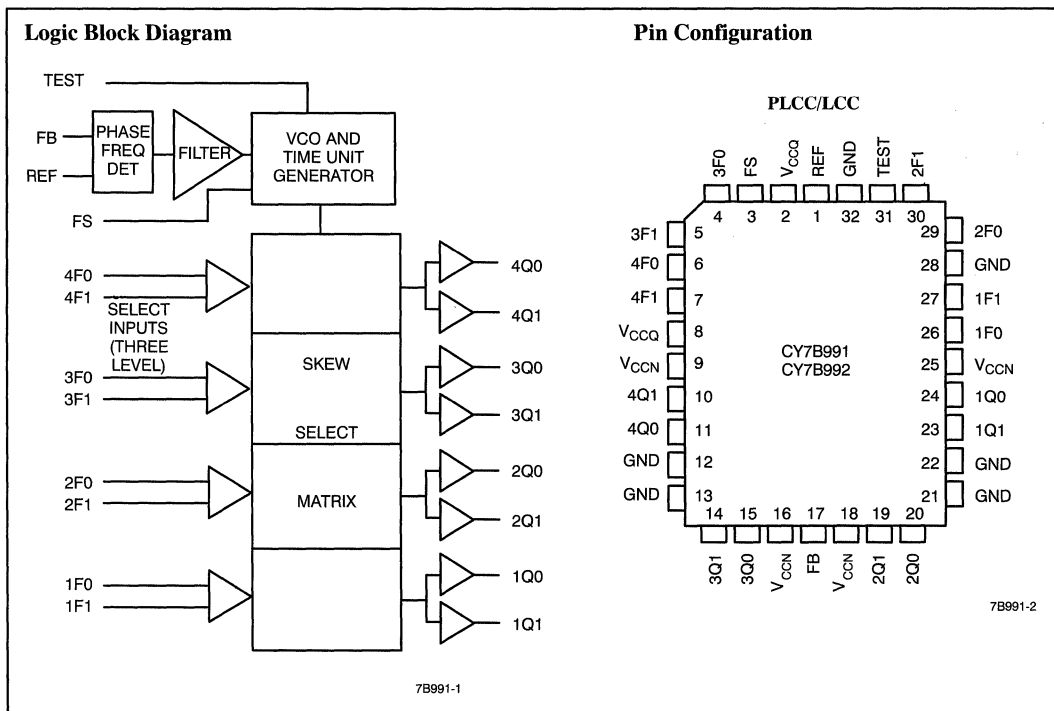 Logic Block Diagram
TEST
FB
REF
PHASE
FREQ
DET
FILTER
VCO AND
TIME UNIT
GENERATOR
FS
4F0
4F1
SELECT
INPUTS
(THREE
LEVEL)
3F0
3F1
2F0
2F1
1F0
1F1
SKEW
SELECT
MATRIX
4Q0
4Q1
3Q0
3Q1
2Q0
2Q1
1Q0
1Q1
7B991-1
Pin Configuration
PLCC/LCC
3F0 FS VCCQ REF GND TEST 2F1
4 3 2 1 32 31 30
3F1 5 29 2F0
4F0 6 28 GND
4F1 7 27 1F1
VCCQ 8 26 1F0
VCCN 9 25 VCCN
4Q1 10 24 1Q0
4Q0 11 23 1Q1
GND 12 22 GND
GND 13 21 GND
CY7B991
CY7B992
14 15 16 17 18 19 20
3Q1 3Q0 VCCN FB VCCN 2Q1 2Q0
7B991-2